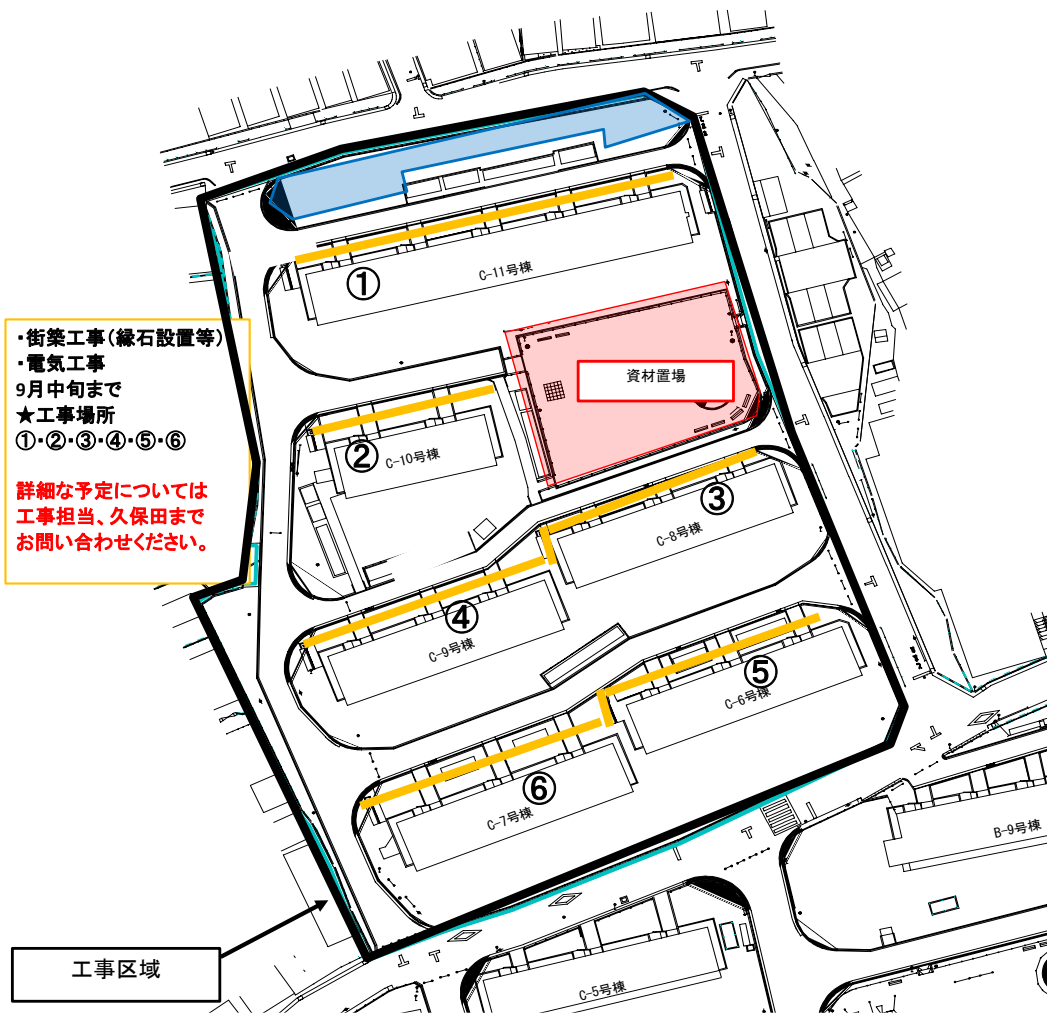 C-11号棟
①
・街築工事(縁石設置等)
・電気工事
9月中旬まで
★工事場所
①・②・③・④・⑤・⑥
詳細な予定については
工事担当、久保田まで
お問い合わせください。
資材置場
②
C-10号棟
③
C-8号棟
④
C-9号棟
⑤
C-6号棟
⑥
C-7号棟
B-9号棟
工事区域
C-5号棟